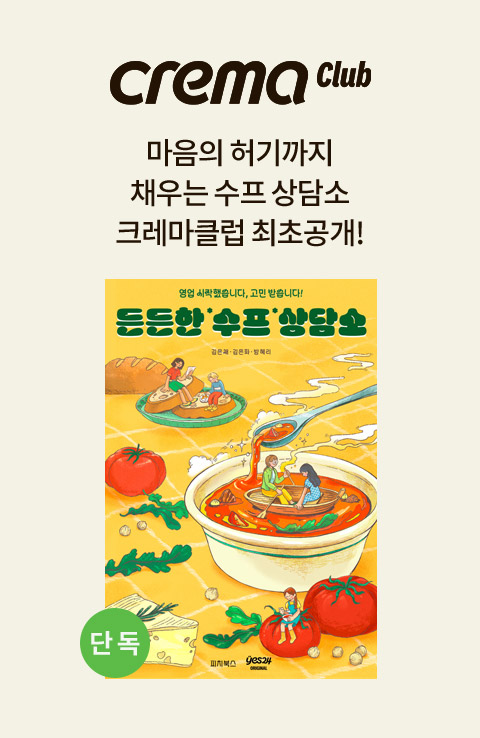 crema Club
마음의 허기까지
채우는 수프 상담소
크레마클럽 최초공개!
영업 시작했습니다, 고민 받습니다!
든든한 수프 상담소
김은재·김은희·방혜리
단독
피치북스
yes24
ORIGINAL